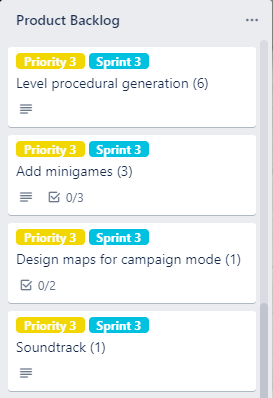 Product Backlog
Priority 3 Sprint 3
Level procedural generation (6)
Priority 3 Sprint 3
Add minigames (3)
0/3
Priority 3 Sprint 3
Design maps for campaign mode (1)
0/2
Priority 3 Sprint 3
Soundtrack (1)